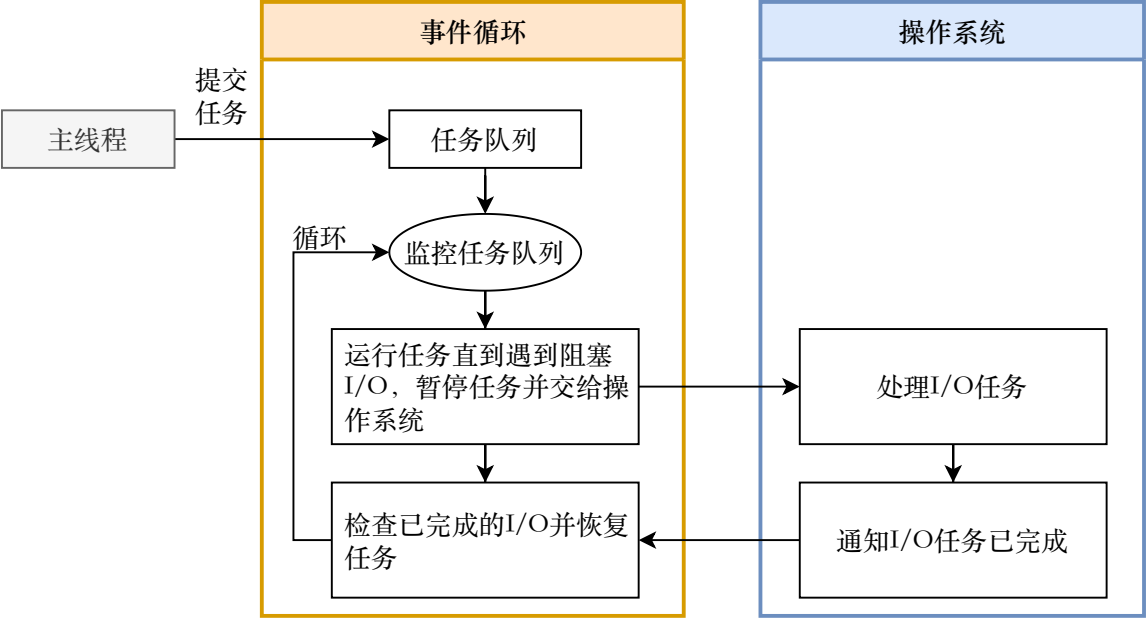 事件循环
操作系统
提交
任务
主线程
任务队列
循环
监控任务队列
运行任务直到遇到阻塞
I/O，暂停任务并交给操
作系统
处理I/O任务
检查已完成的I/O并恢复
任务
通知I/O任务已完成